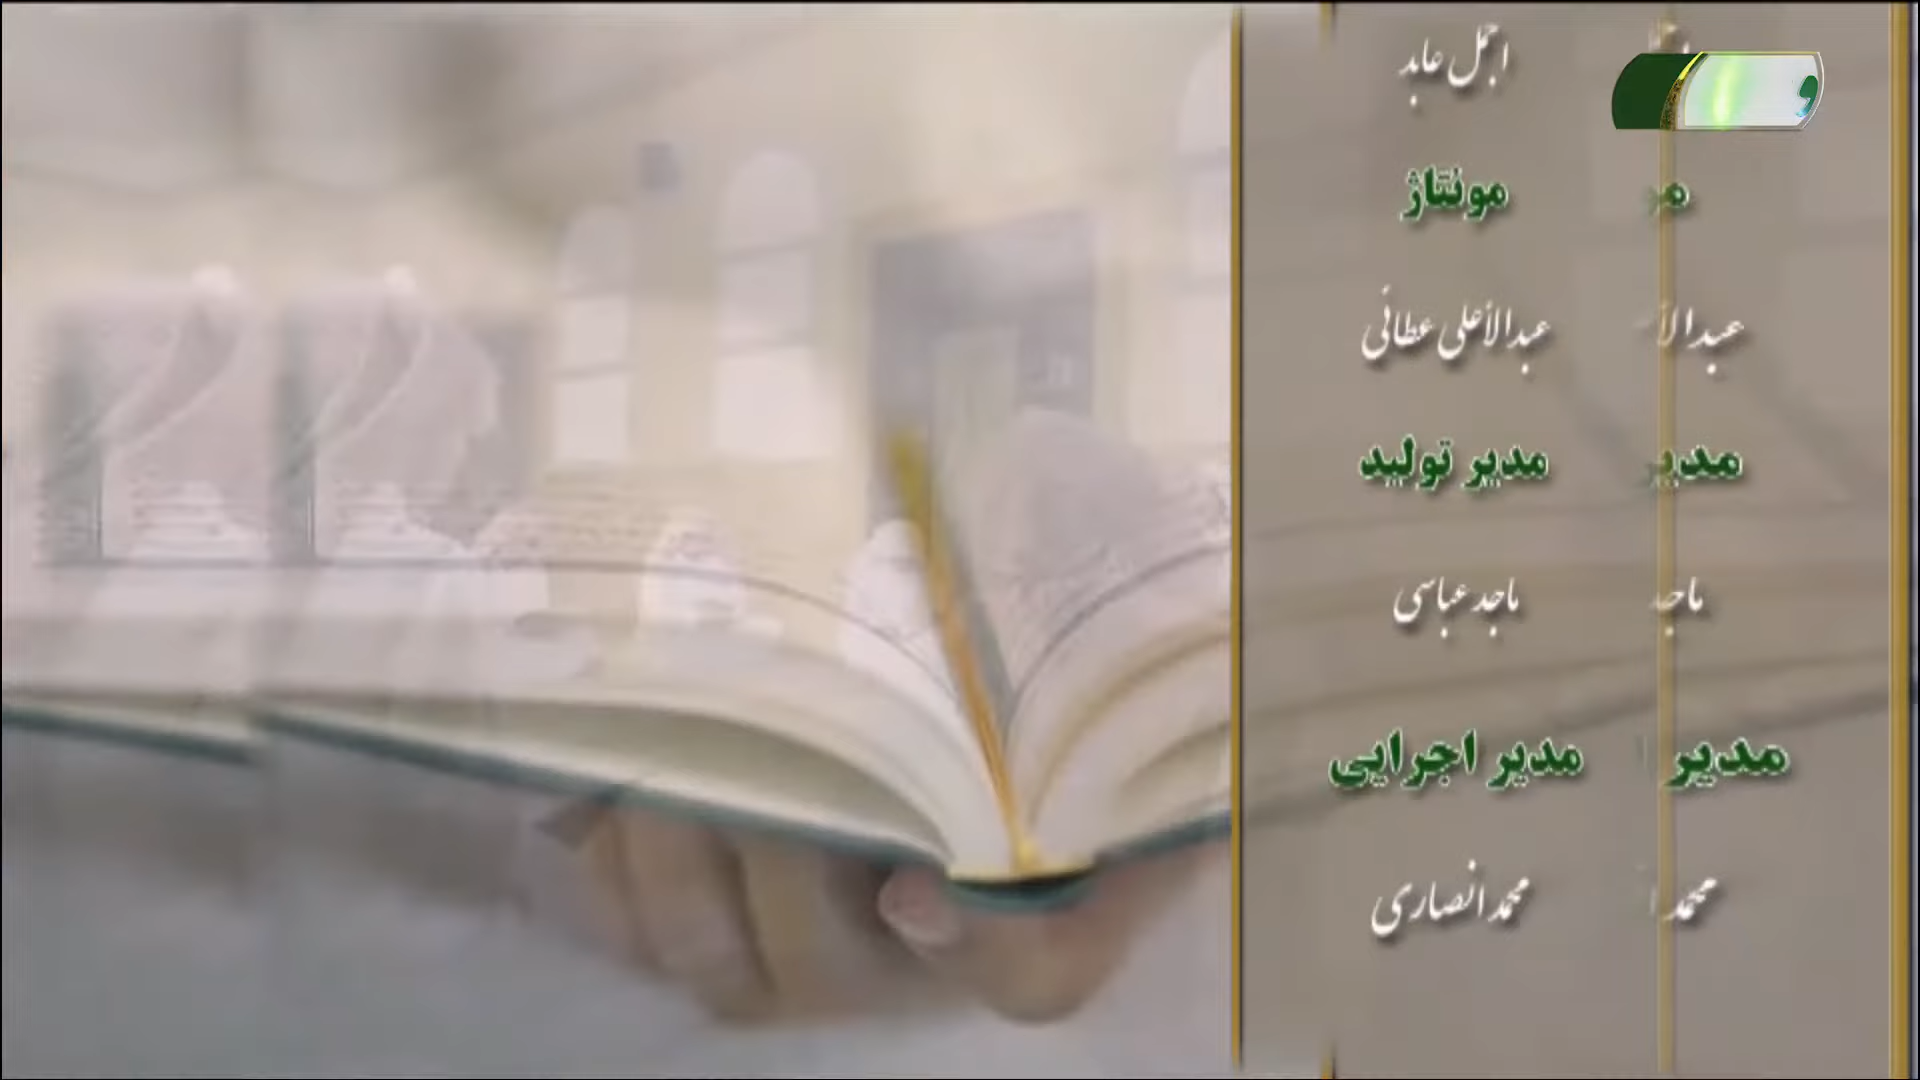 اجمل عابد
مونتاژ
عبدالأعلی عطائی
مدیر تولید
ماجد عباسی
مدیر اجرایی
محمد انصاری